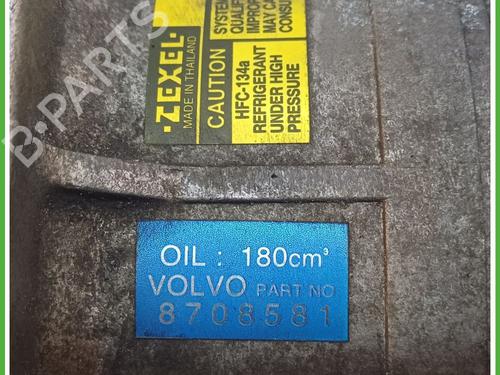 SYSTEM
QUALIF
IMPROP
MAY CA
CONSU
ZEXEL
MADE IN THAILAND
CAUTION
HFC-134a
REFRIGERANT
UNDER HIGH
PRESSURE
B-PARTS
OIL : 180cm³
VOLVO PART NO
8708581